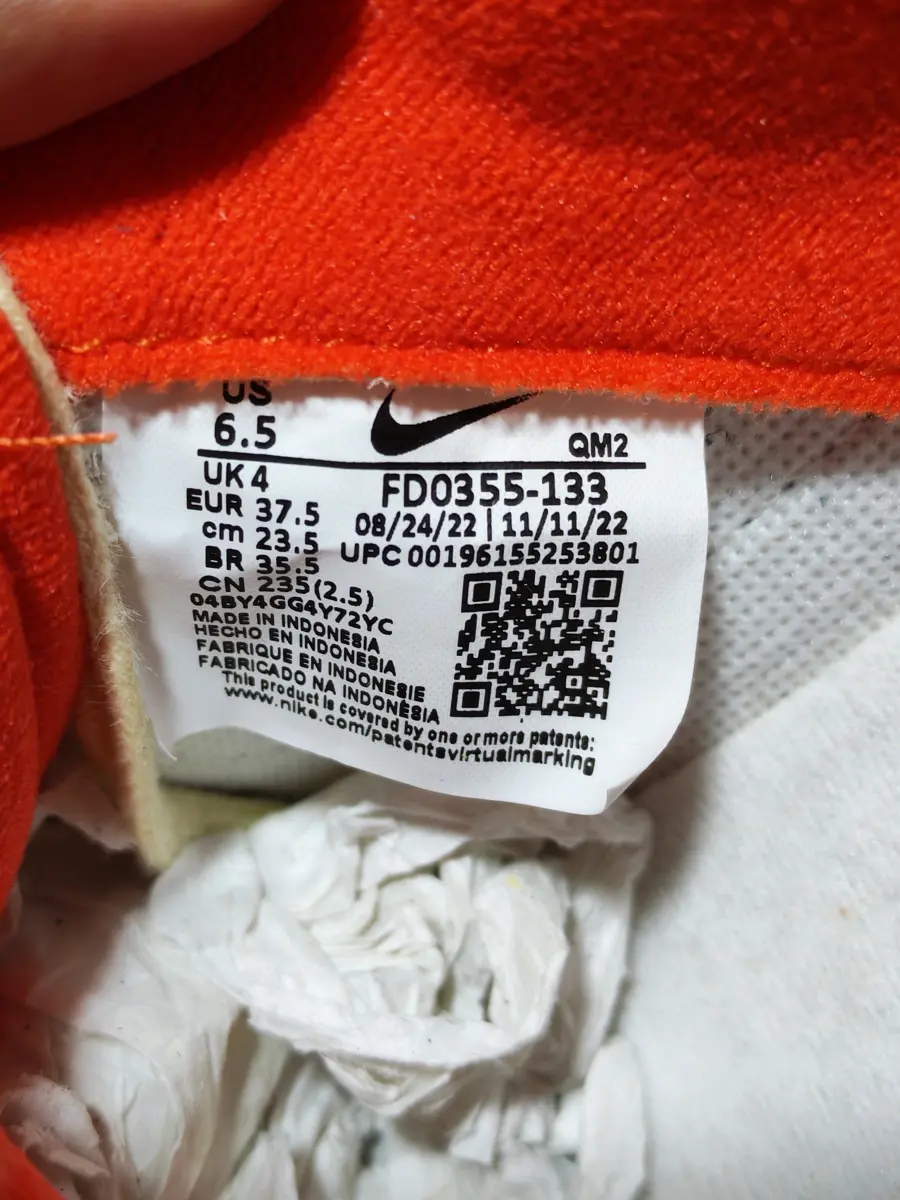 US
6.5
QM2
UK 4
EUR 37.5
cm 23.5
BR 35.5
CN 235(2.5)
FD0355-133
08/24/22 | 11/11/22
UPC 00196155253801
04BY4GG4Y72YC
MADE IN INDONESIA
HECHO EN INDONESIA
FABRIQUE EN INDONESIE
FABRICADO NA INDONÉSIA
This product is covered by one or more patents:
www.nike.com/patentsvirtualmarking